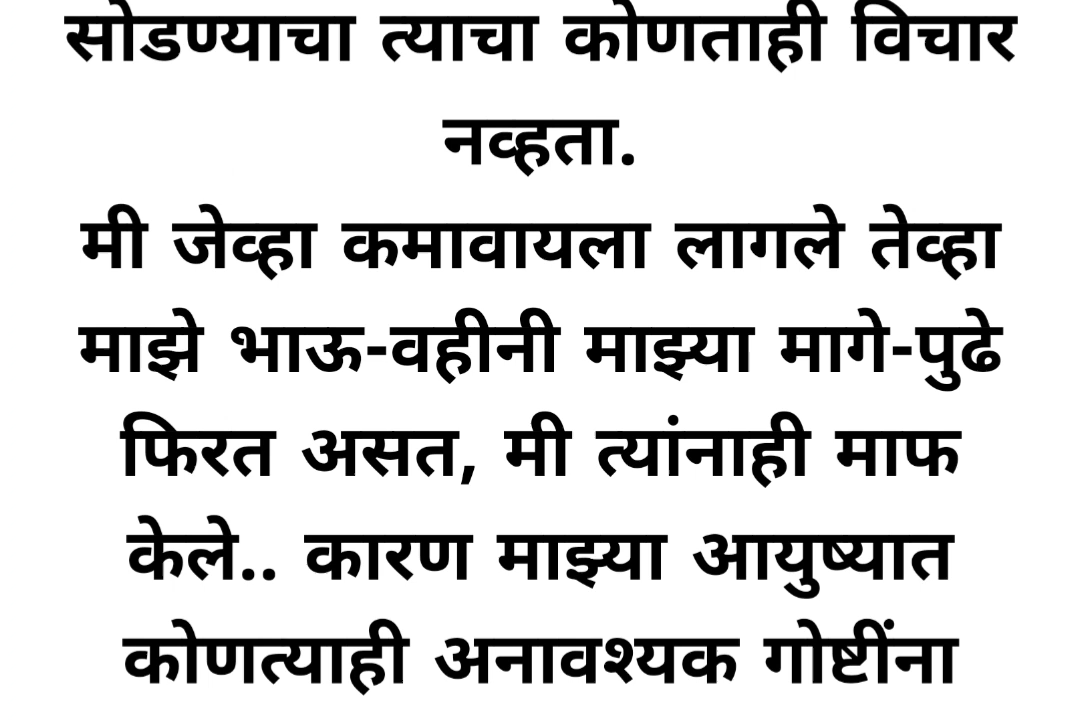 सोडण्याचा त्याचा कोणताही विचार
नव्हता.
मी जेव्हा कमावायला लागले तेव्हा
माझे भाऊ-वहीनी माझ्या मागे-पुढे
फिरत असत, मी त्यांनाही माफ
केले.. कारण माझ्या आयुष्यात
कोणत्याही अनावश्यक गोष्टींना